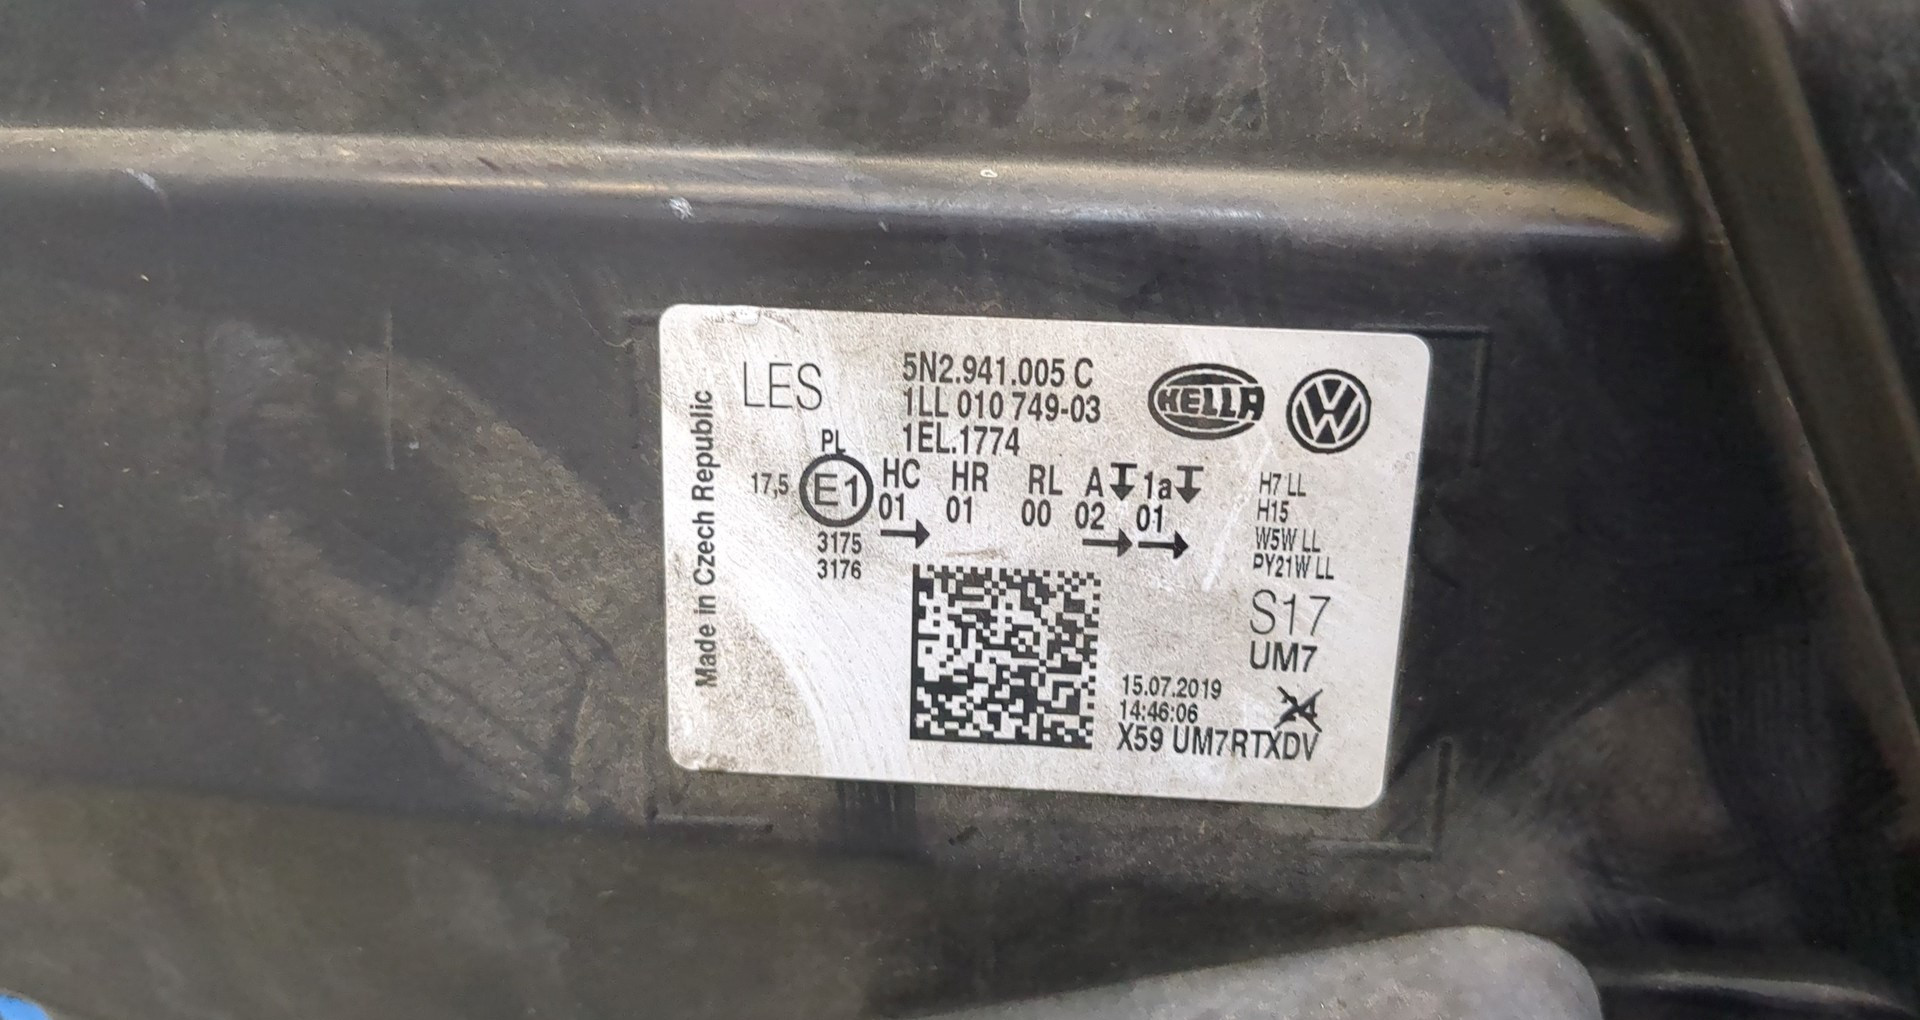 Made in Czech Republic
LES
5N2.941.005 C
1LL 010 749-03
1EL.1774
HELLA
VW
PL
17,5 E1 HC HR RL A 1a
01 01 00 02 01
3175
3176
H7 LL
H15
W5W LL
PY21W LL
S17
UM7
15.07.2019
14:46:06
24
X59 UM7RTXDV